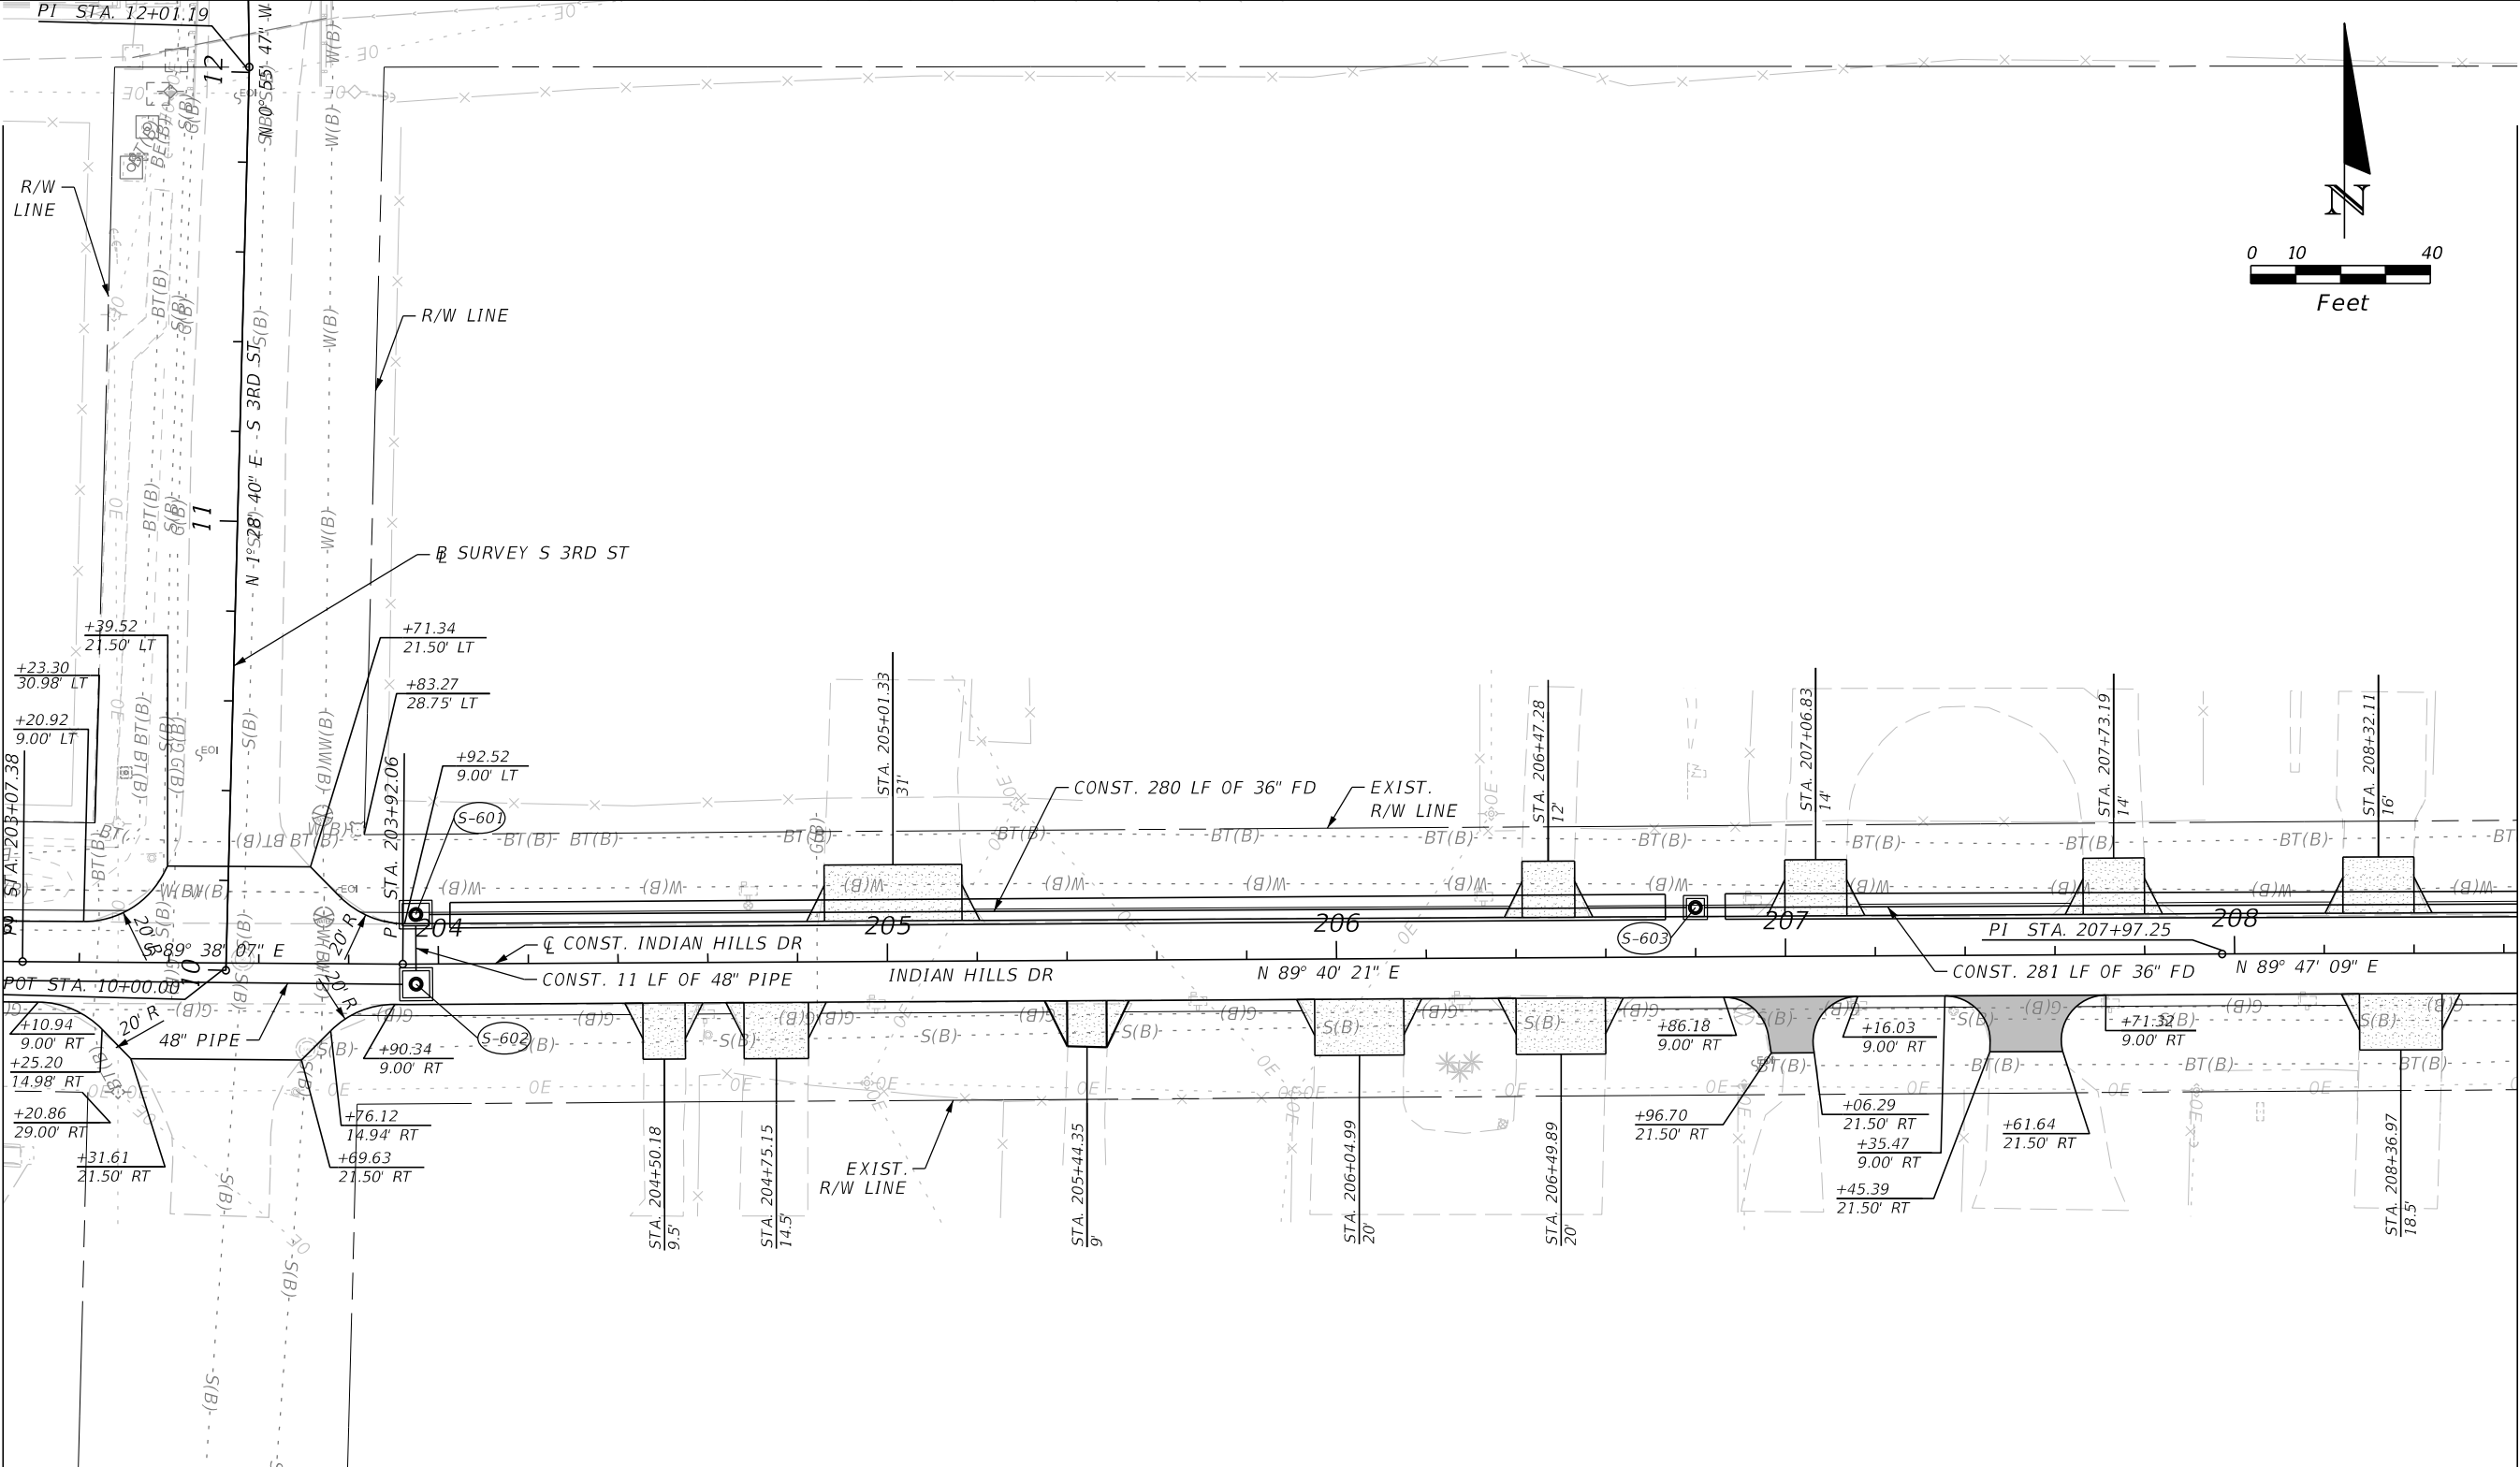 PI STA. 12+01.19
12
N 0° 55' 47" W
R/W
LINE
R/W LINE
N
0 10 40
Feet
11
N 1° 28' 40" E S 3RD ST
BL SURVEY S 3RD ST
+39.52
21.50' LT
+23.30
30.98' LT
+20.92
9.00' LT
+71.34
21.50' LT
+83.27
28.75' LT
+92.52
9.00' LT
S-601
STA. 203+07.38
PI STA. 203+92.06
STA. 205+01.33
31'
CONST. 280 LF OF 36" FD
EXIST.
R/W LINE
STA. 206+47.28
12'
STA. 207+06.83
14'
STA. 207+73.19
14'
STA. 208+32.11
16'
204
205
206
207
208
20' R
20' R
S 89° 38' 07" E
10
POT STA. 10+00.00
CL CONST. INDIAN HILLS DR
CONST. 11 LF OF 48" PIPE
INDIAN HILLS DR
N 89° 40' 21" E
S-603
PI STA. 207+97.25
CONST. 281 LF OF 36" FD
N 89° 47' 09" E
20' R
20' R
48" PIPE
S-602
+10.94
9.00' RT
+25.20
14.98' RT
+20.86
29.00' RT
+31.61
21.50' RT
+90.34
9.00' RT
+76.12
14.94' RT
+69.63
21.50' RT
STA. 204+50.18
9.5'
STA. 204+75.15
14.5'
EXIST.
R/W LINE
STA. 205+44.35
9'
STA. 206+04.99
20'
STA. 206+49.89
20'
+86.18
9.00' RT
+96.70
21.50' RT
+16.03
9.00' RT
+06.29
21.50' RT
+35.47
9.00' RT
+45.39
21.50' RT
+61.64
21.50' RT
+71.32
9.00' RT
STA. 208+36.97
18.5'